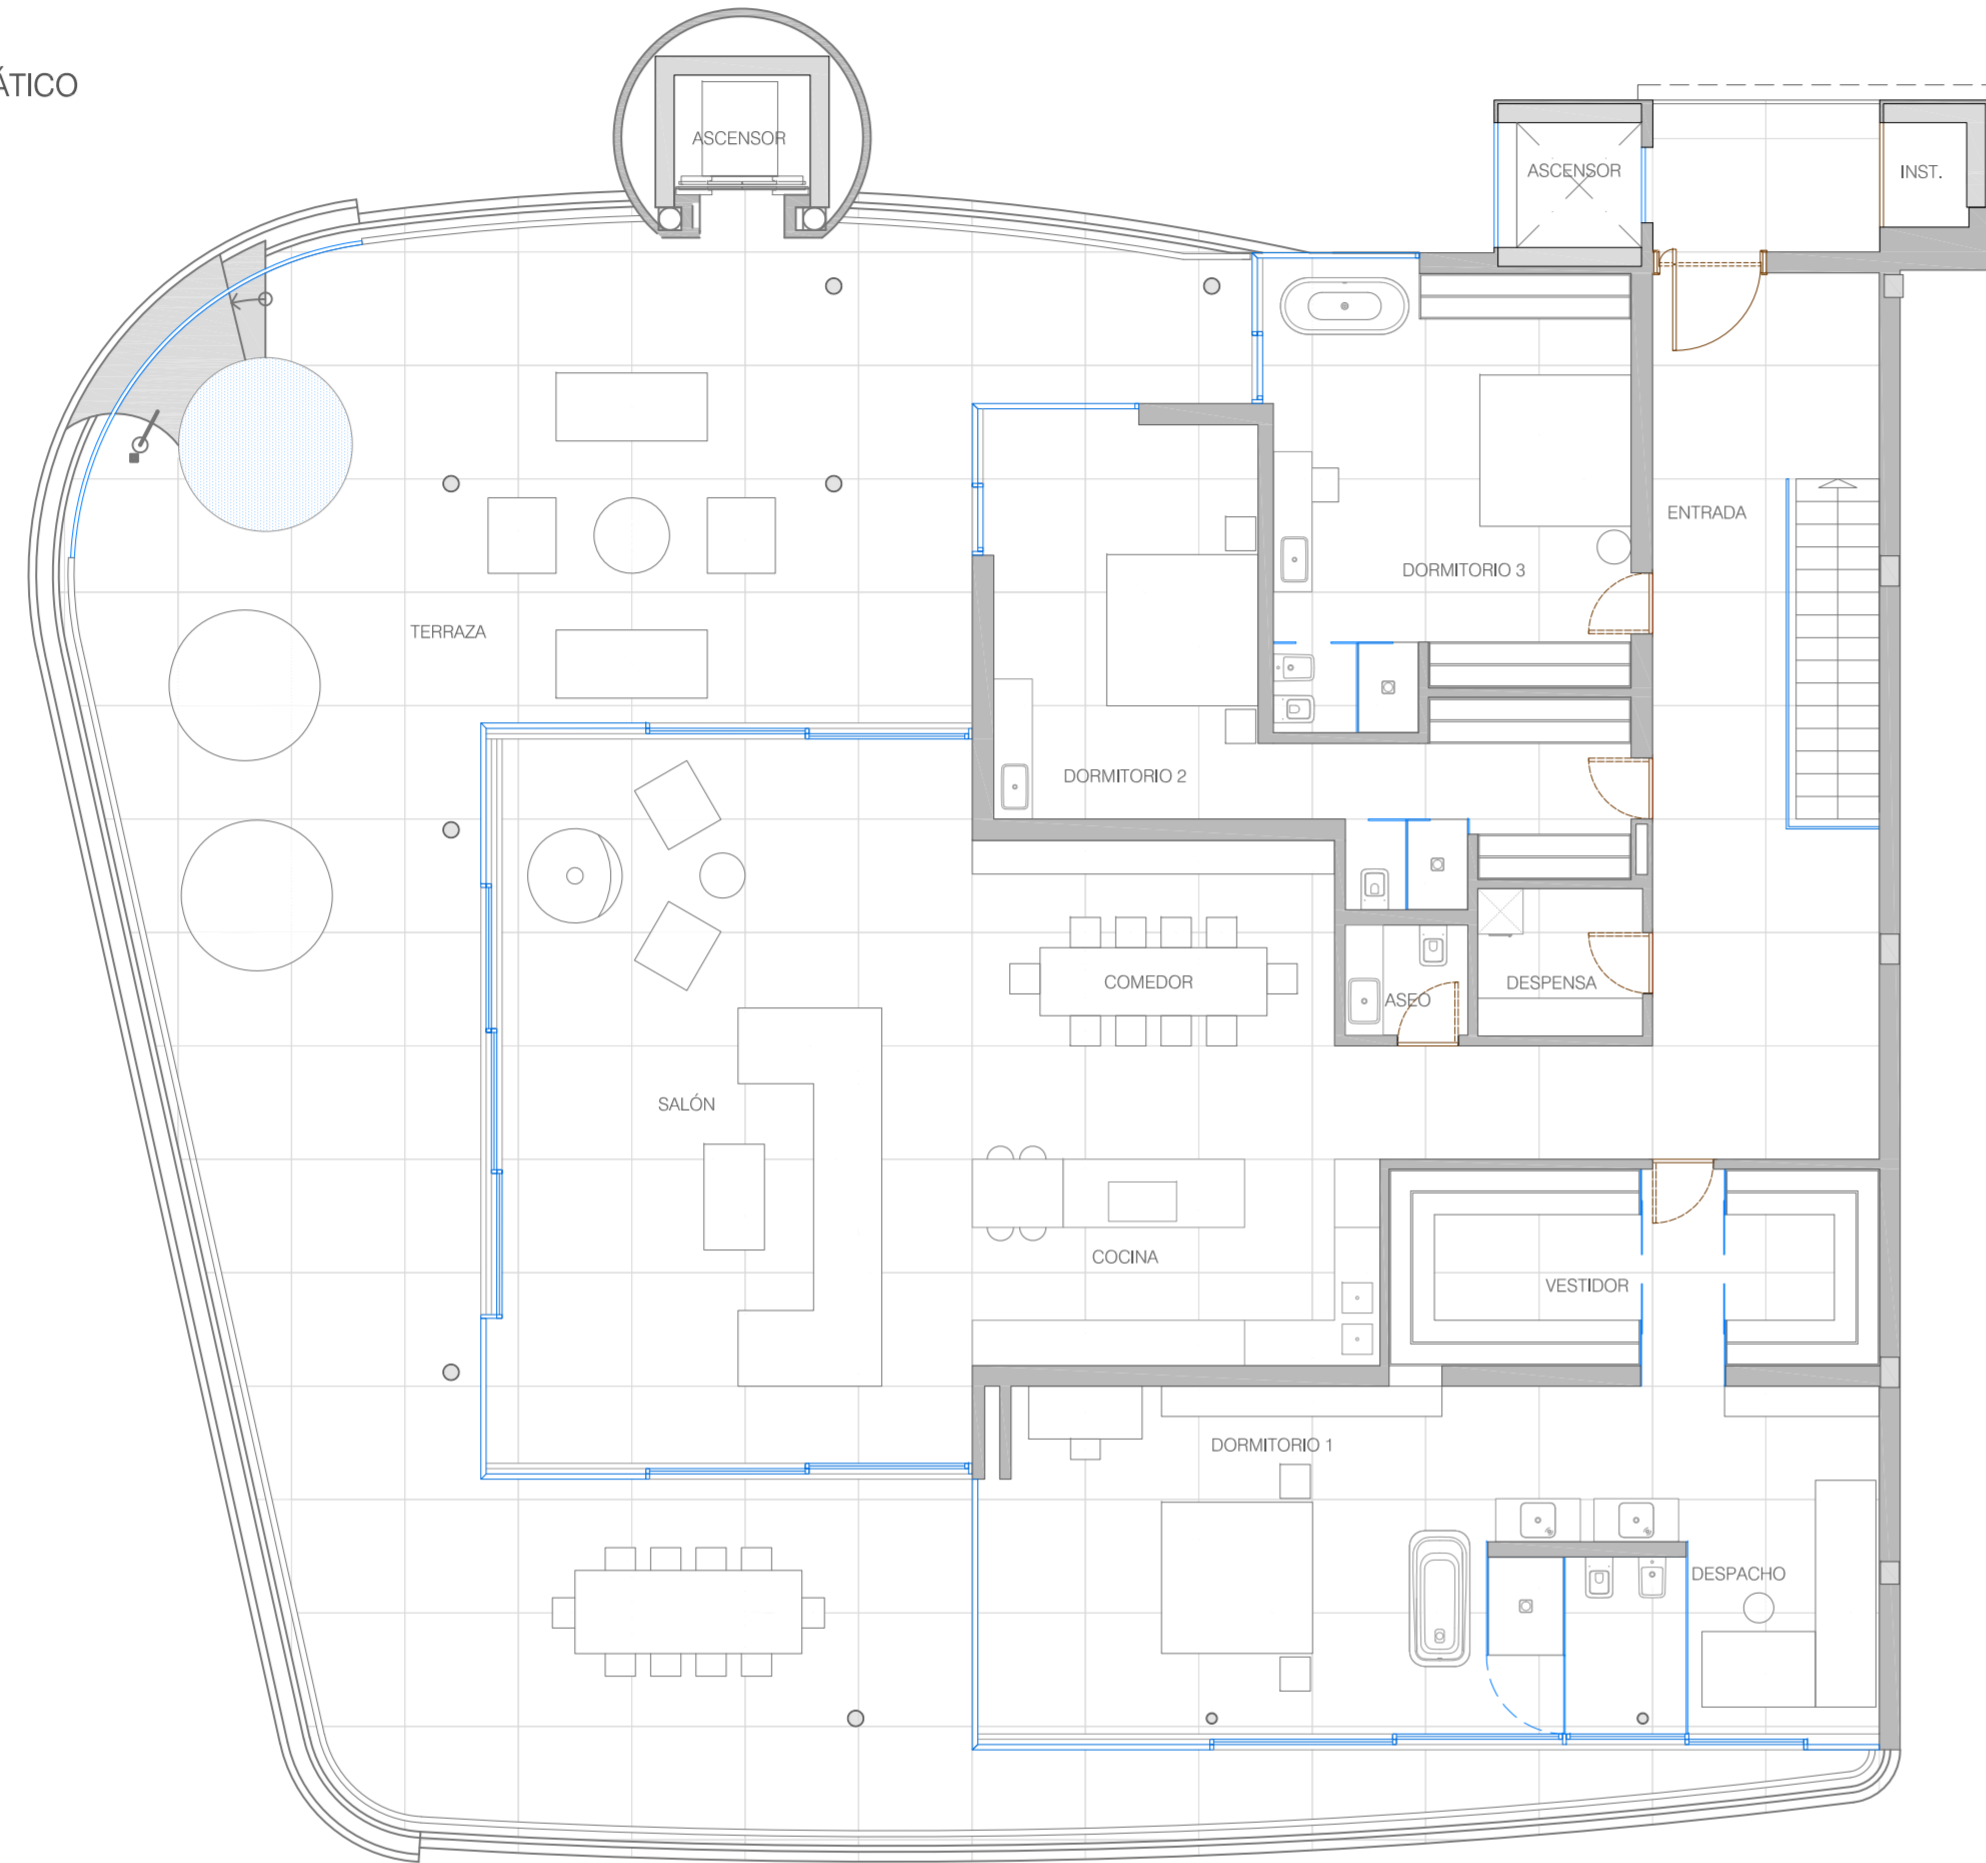 ÁTICO
ASCENSOR
ASCENSOR
INST.
ENTRADA
DORMITORIO 3
TERRAZA
DORMITORIO 2
COMEDOR
DESPENSA
ASEO
SALÓN
COCINA
VESTIDOR
DORMITORIO 1
DESPACHO